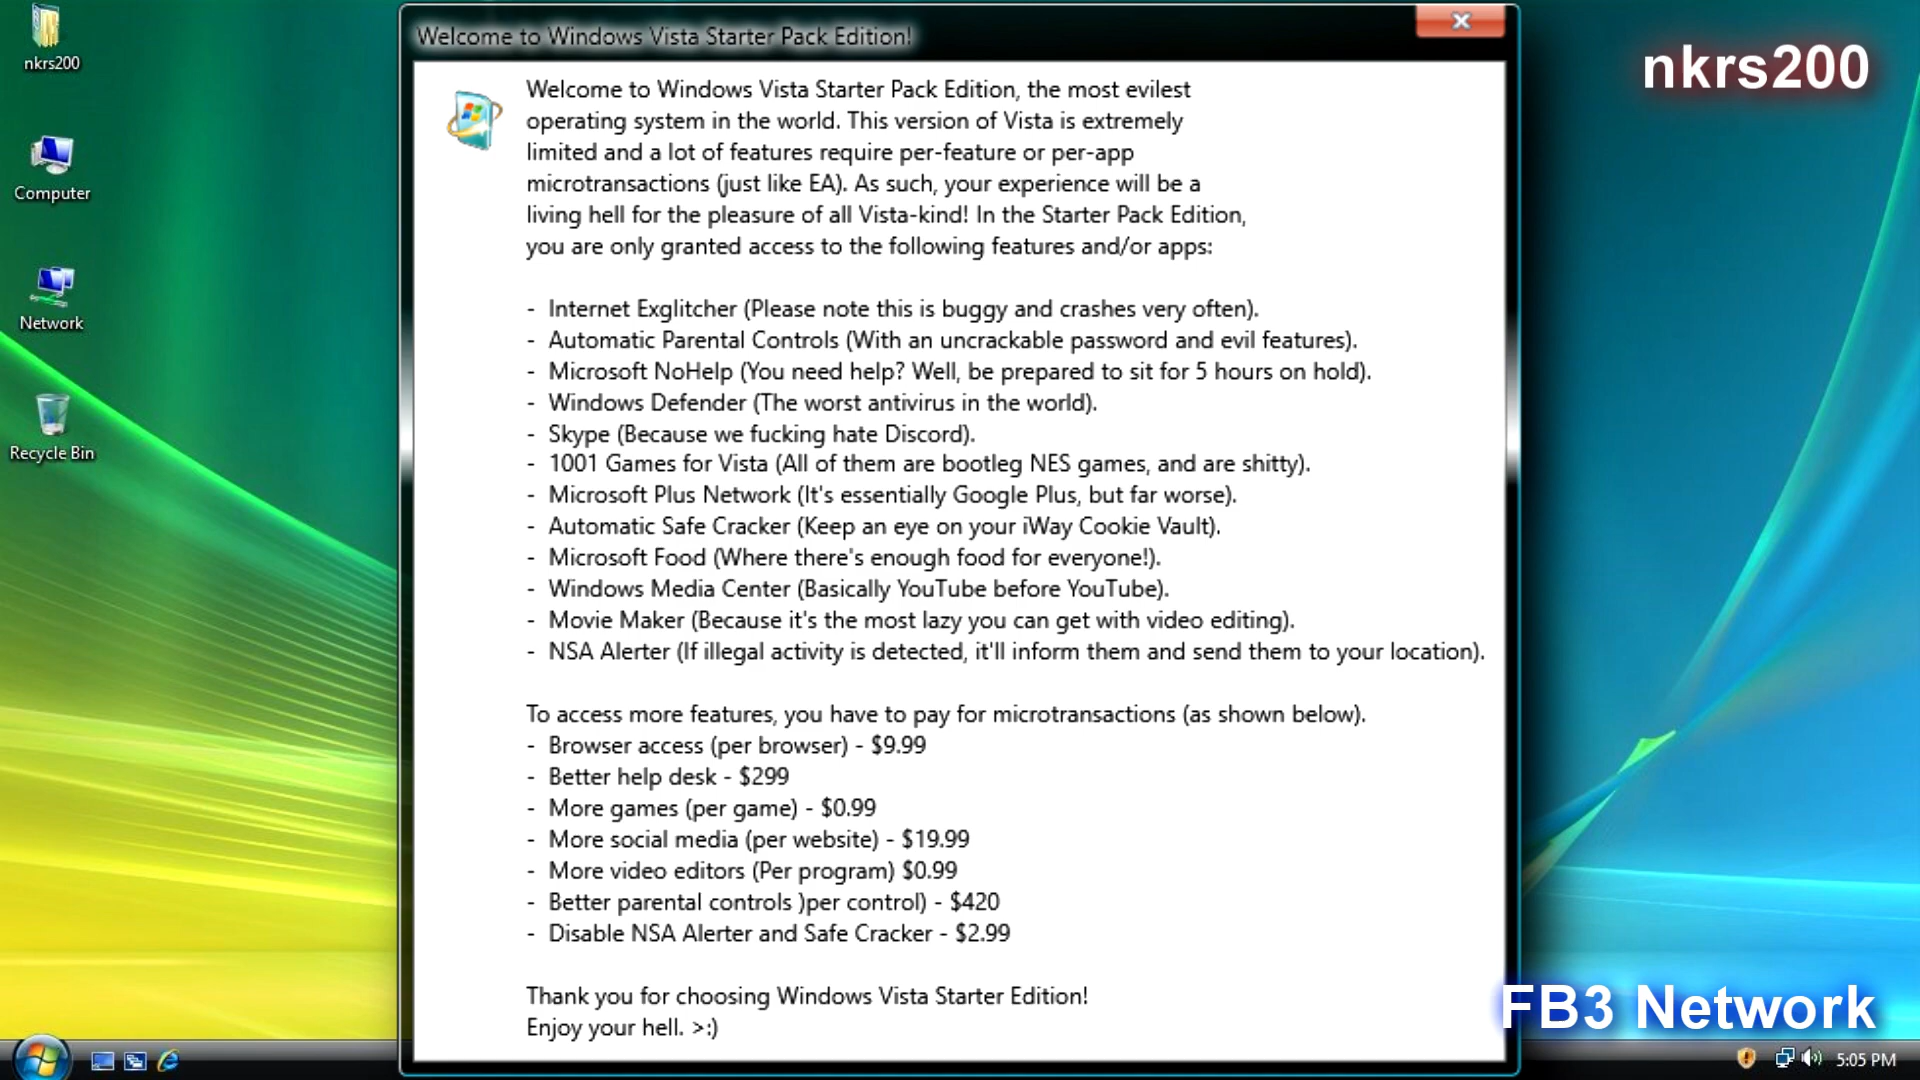 nkrs200
Computer
Network
Recycle Bin
Welcome to Windows Vista Starter Pack Edition!
nkrs200
Welcome to Windows Vista Starter Pack Edition, the most evilest
operating system in the world. This version of Vista is extremely
limited and a lot of features require per-feature or per-app
microtransactions (just like EA). As such, your experience will be a
living hell for the pleasure of all Vista-kind! In the Starter Pack Edition,
you are only granted access to the following features and/or apps:
- Internet Exglitcher (Please note this is buggy and crashes very often).
- Automatic Parental Controls (With an uncrackable password and evil features).
- Microsoft NoHelp (You need help? Well, be prepared to sit for 5 hours on hold).
- Windows Defender (The worst antivirus in the world).
- Skype (Because we fucking hate Discord).
- 1001 Games for Vista (All of them are bootleg NES games, and are shitty).
- Microsoft Plus Network (It's essentially Google Plus, but far worse).
- Automatic Safe Cracker (Keep an eye on your iWay Cookie Vault).
- Microsoft Food (Where there's enough food for everyone!).
- Windows Media Center (Basically YouTube before YouTube).
- Movie Maker (Because it's the most lazy you can get with video editing).
- NSA Alerter (If illegal activity is detected, it'll inform them and send them to your location).
To access more features, you have to pay for microtransactions (as shown below).
- Browser access (per browser) - $9.99
- Better help desk - $299
- More games (per game) - $0.99
- More social media (per website) - $19.99
- More video editors (Per program) $0.99
- Better parental controls )per control) - $420
- Disable NSA Alerter and Safe Cracker - $2.99
Thank you for choosing Windows Vista Starter Edition!
Enjoy your hell. >:)
FB3 Network
5:05 PM